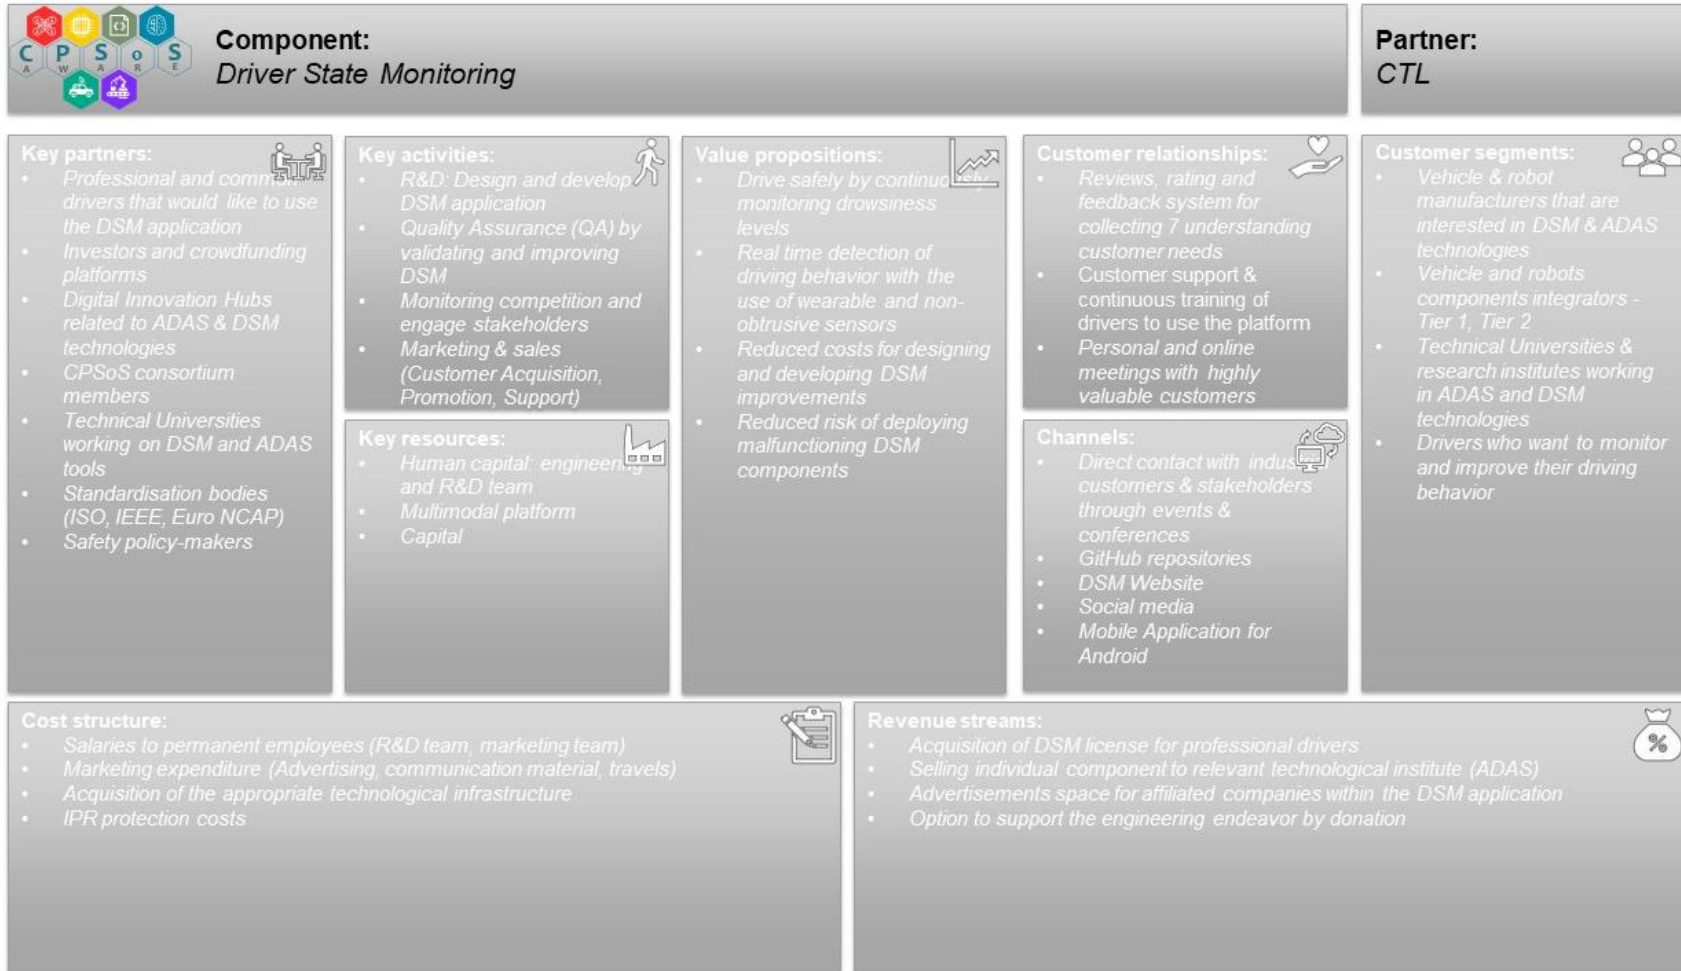 C P S o S
A W A R E
Component:
Driver State Monitoring
Partner:
CTL
Key partners:
• Professional and common
drivers that would like to use
the DSM application
• Investors and crowdfunding
platforms
• Digital Innovation Hubs
related to ADAS & DSM
technologies
• CPSoS consortium
members
• Technical Universities
working on DSM and ADAS
tools
• Standardisation bodies
(ISO, IEEE, Euro NCAP)
• Safety policy-makers
Key activities:
• R&D: Design and develop
DSM application
• Quality Assurance (QA) by
validating and improving
DSM
• Monitoring competition and
engage stakeholders
• Marketing & sales
(Customer Acquisition,
Promotion, Support)
Key resources:
• Human capital: engineering
and R&D team
• Multimodal platform
• Capital
Value propositions:
• Drive safely by continuously
monitoring drowsiness
levels
• Real time detection of
driving behavior with the
use of wearable and non-
obtrusive sensors
• Reduced costs for designing
and developing DSM
improvements
• Reduced risk of deploying
malfunctioning DSM
components
Customer relationships:
• Reviews, rating and
feedback system for
collecting 7 understanding
customer needs
• Customer support &
continuous training of
drivers to use the platform
• Personal and online
meetings with highly
valuable customers
Channels:
• Direct contact with industry
customers & stakeholders
through events &
conferences
• GitHub repositories
• DSM Website
• Social media
• Mobile Application for
Android
Customer segments:
• Vehicle & robot
manufacturers that are
interested in DSM & ADAS
technologies
• Vehicle and robots
components integrators -
Tier 1, Tier 2
• Technical Universities &
research institutes working
in ADAS and DSM
technologies
• Drivers who want to monitor
and improve their driving
behavior
Cost structure:
• Salaries to permanent employees (R&D team, marketing team)
• Marketing expenditure (Advertising, communication material, travels)
• Acquisition of the appropriate technological infrastructure
• IPR protection costs
Revenue streams:
• Acquisition of DSM license for professional drivers
• Selling individual component to relevant technological institute (ADAS)
• Advertisements space for affiliated companies within the DSM application
• Option to support the engineering endeavor by donation
%